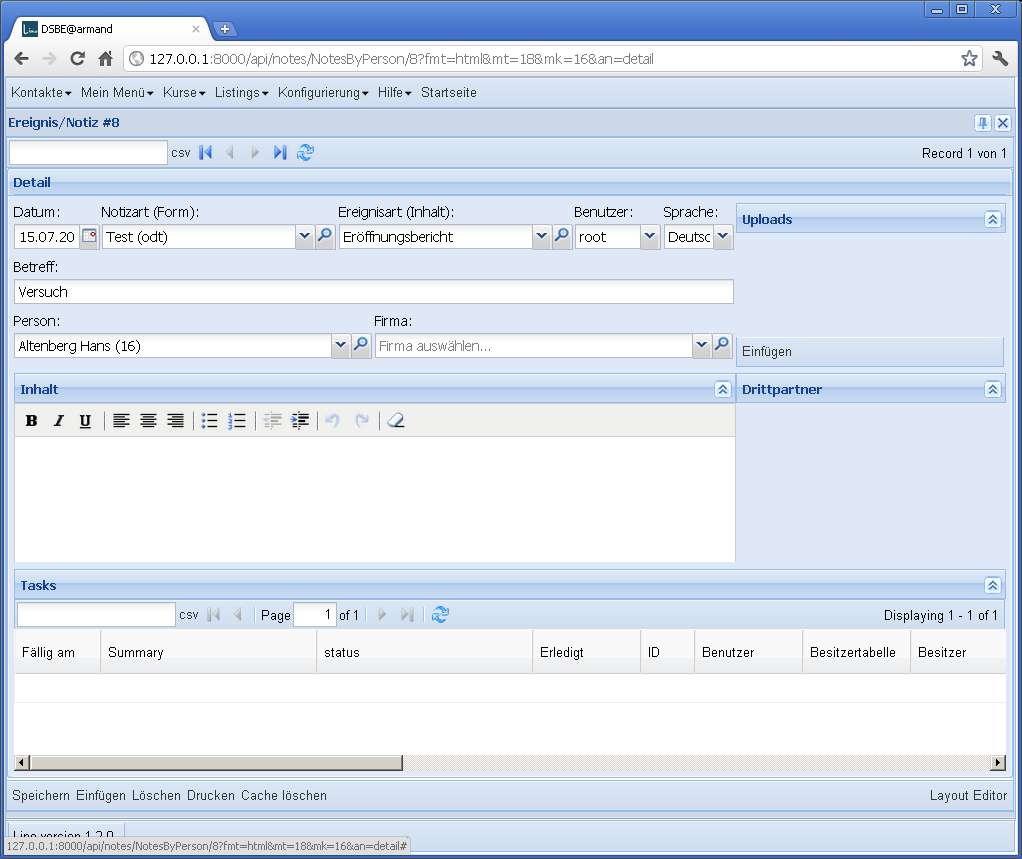 DSBE@armand
127.0.0.1:8000/api/notes/NotesByPerson/8?fmt=html&mt=18&mk=16&an=detail
Kontakte Mein Menü Kurse Listings Konfigurierung Hilfe Startseite
Ereignis/Notiz #8
csv Record 1 von 1
Detail
Datum: Notizart (Form): Ereignisart (Inhalt): Benutzer: Sprache: Uploads
15.07.20 Test (odt) Eröffnungsbericht root Deutsc
Betreff:
Versuch
Person: Firma:
Altenberg Hans (16) Firma auswählen... Einfügen
Inhalt Drittpartner
B I U
Tasks
csv Page 1 of 1 Displaying 1 - 1 of 1
Fällig am Summary status Erledigt ID Benutzer Besitzertabelle Besitzer
Speichern Einfügen Löschen Drucken Cache löschen Layout Editor
Lino version 1.2.0
127.0.0.1:8000/api/notes/NotesByPerson/8?fmt=html&mt=18&mk=16&an=detail#